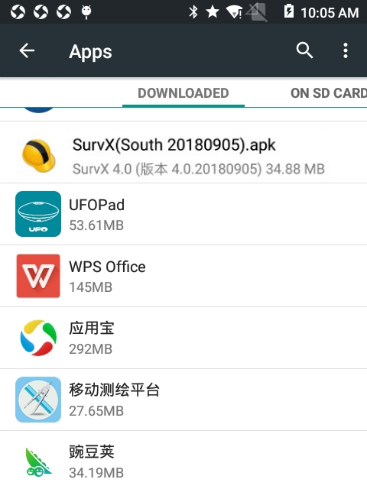 10:05 AM
Apps
DOWNLOADED
ON SD CARD
SurvX(South 20180905).apk
SurvX 4.0 (版本 4.0.20180905) 34.88 MB
UFO
UFOPad
53.61MB
W
WPS Office
145MB
应用宝
292MB
移动测绘平台
27.65MB
豌豆荚
34.19MB